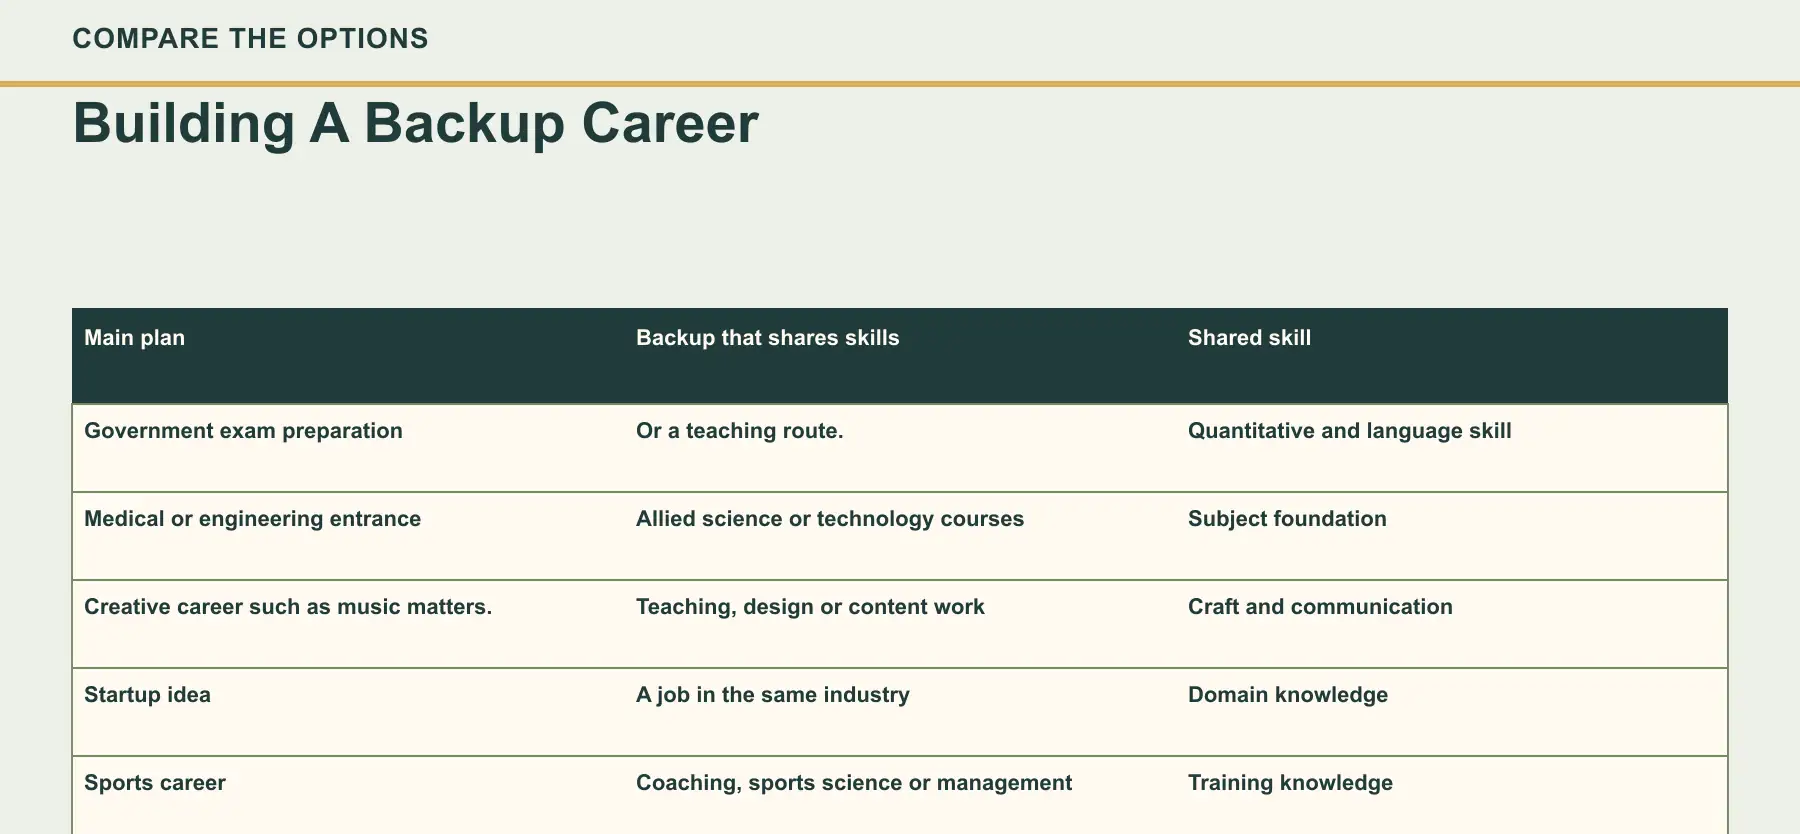 COMPARE THE OPTIONS
Building A Backup Career
Main plan Backup that shares skills Shared skill
Government exam preparation Or a teaching route. Quantitative and language skill
Medical or engineering entrance Allied science or technology courses Subject foundation
Creative career such as music matters. Teaching, design or content work Craft and communication
Startup idea A job in the same industry Domain knowledge
Sports career Coaching, sports science or management Training knowledge